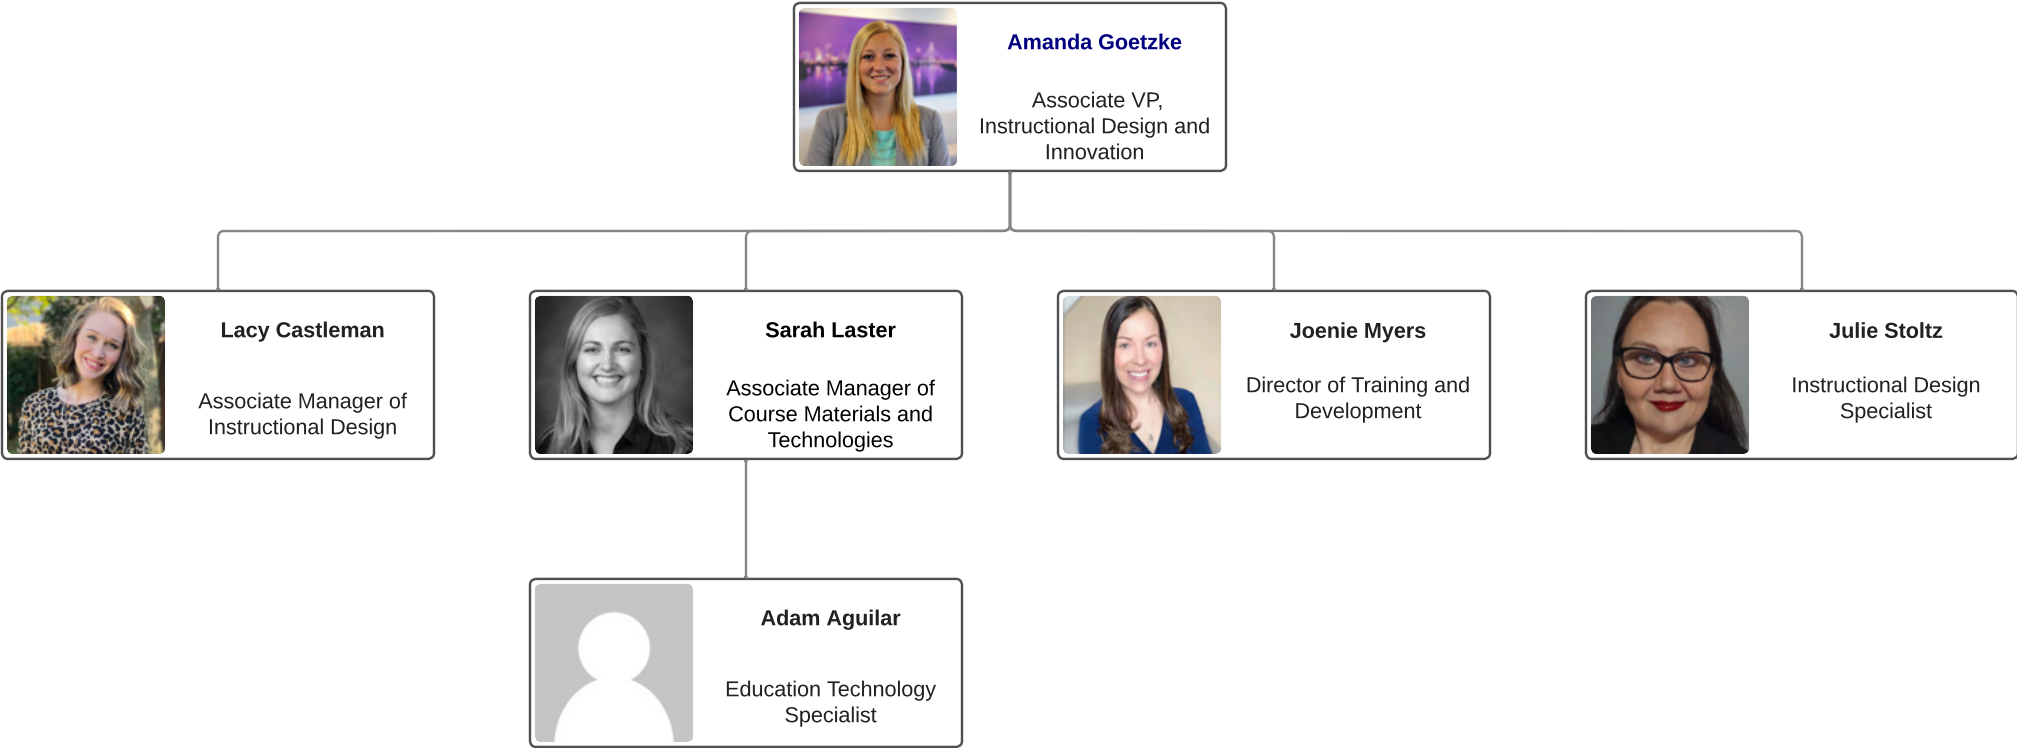 Amanda Goetzke
Associate VP,
Instructional Design and
Innovation
Lacy Castleman
Associate Manager of
Instructional Design
Sarah Laster
Associate Manager of
Course Materials and
Technologies
Joenie Myers
Director of Training and
Development
Julie Stoltz
Instructional Design
Specialist
Adam Aguilar
Education Technology
Specialist